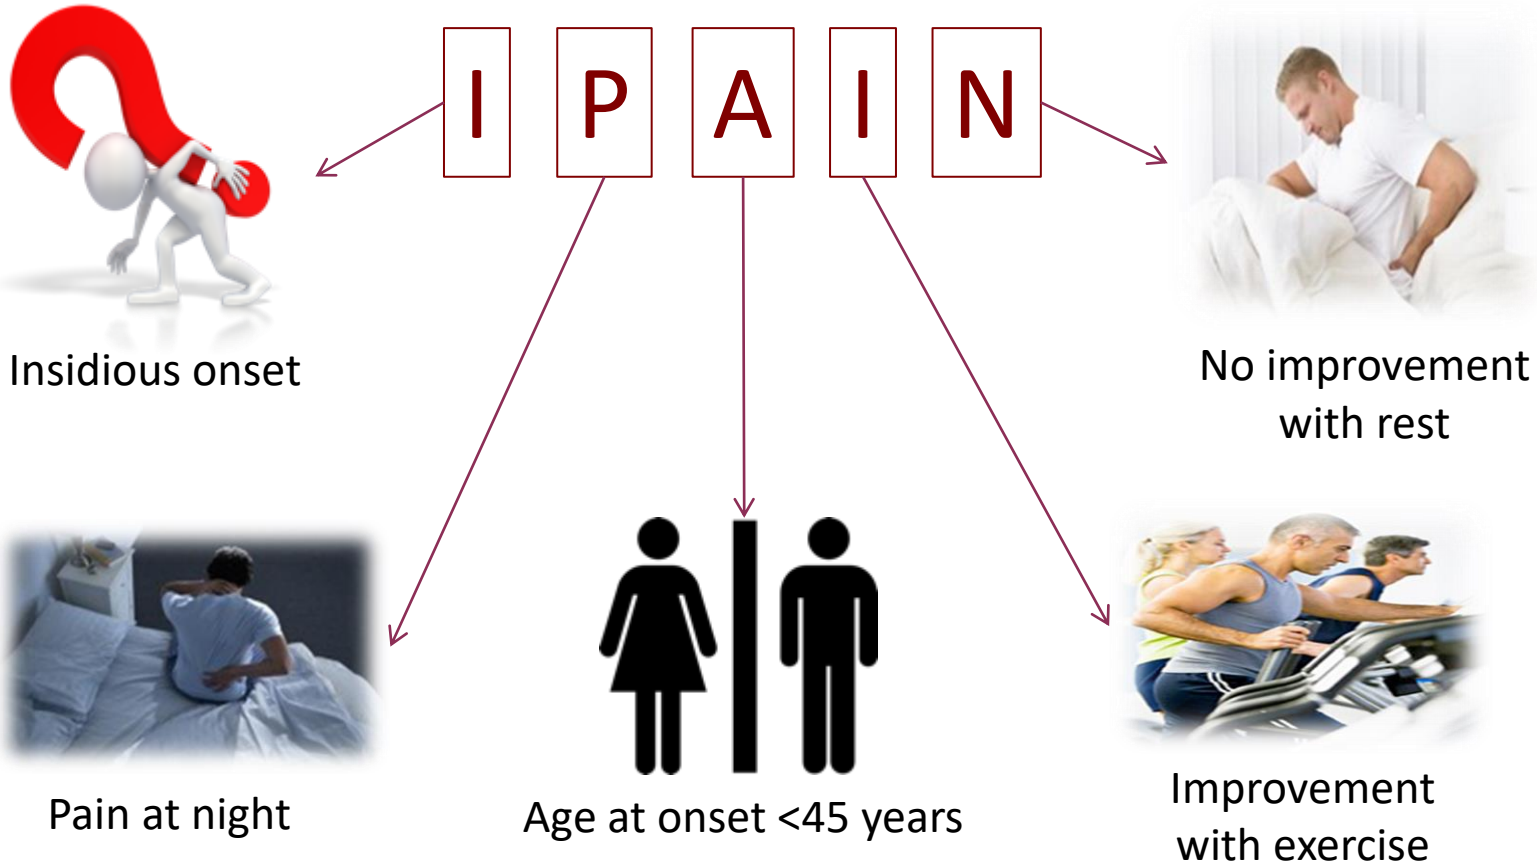 I P A I N
Insidious onset
No improvement
with rest
Pain at night
Age at onset <45 years
Improvement
with exercise